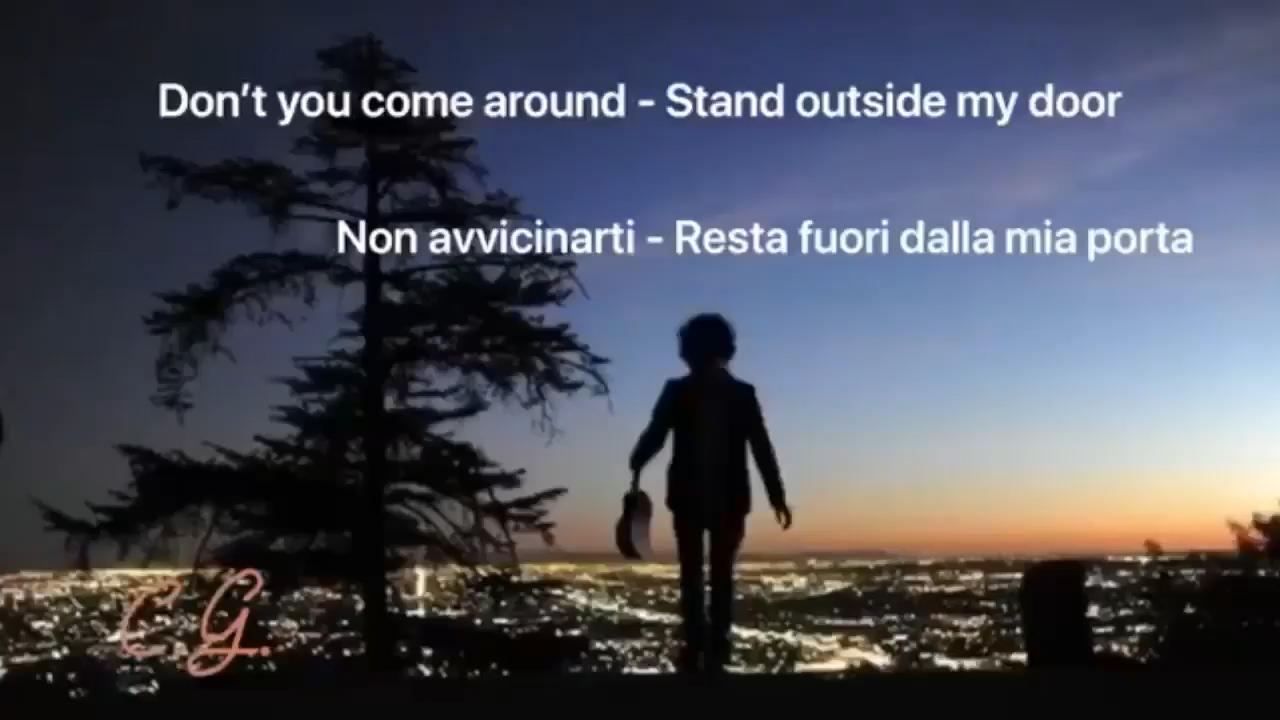 Don’t you come around - Stand outside my door
Non avvicinarti - Resta fuori dalla mia porta
C.G.